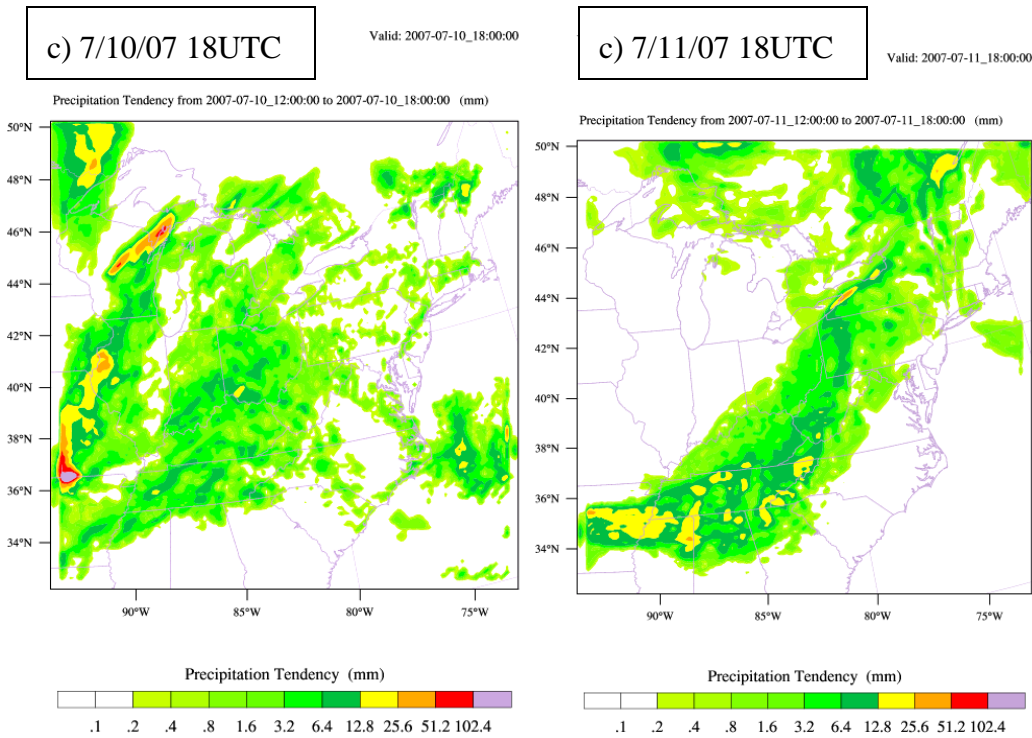 c) 7/10/07 18UTC
Valid: 2007-07-10_18:00:00
Precipitation Tendency from 2007-07-10_12:00:00 to 2007-07-10_18:00:00 (mm)
50°N
48°N
46°N
44°N
42°N
40°N
38°N
36°N
34°N
90°W 85°W 80°W 75°W
Precipitation Tendency (mm)
.1 .2 .4 .8 1.6 3.2 6.4 12.8 25.6 51.2 102.4
c) 7/11/07 18UTC
Valid: 2007-07-11_18:00:00
Precipitation Tendency from 2007-07-11_12:00:00 to 2007-07-11_18:00:00 (mm)
50°N
48°N
46°N
44°N
42°N
40°N
38°N
36°N
34°N
90°W 85°W 80°W 75°W
Precipitation Tendency (mm)
.1 .2 .4 .8 1.6 3.2 6.4 12.8 25.6 51.2 102.4